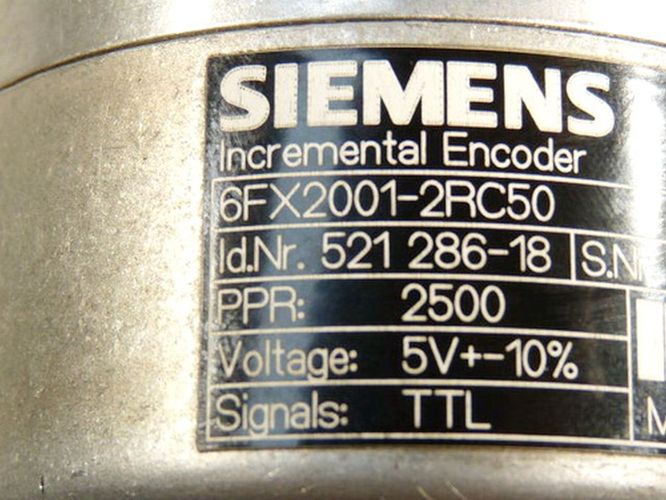 SIEMENS
Incremental Encoder
6FX2001-2RC50
Id.Nr. 521 286-18 S.N
PPR: 2500
Voltage: 5V+-10%
Signals: TTL
M